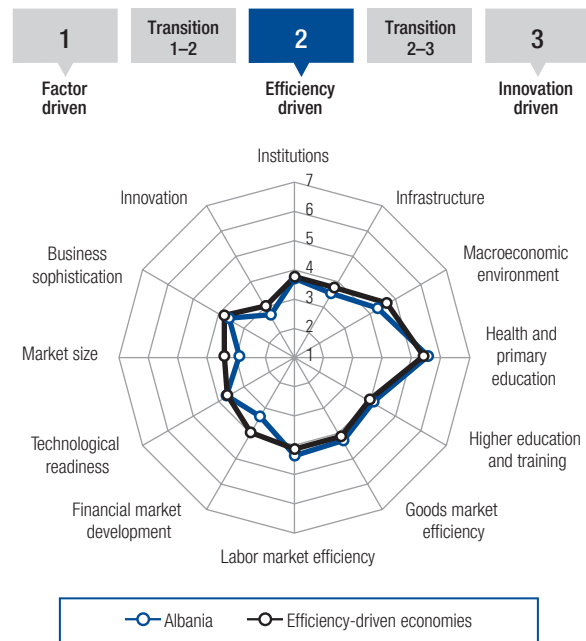 1
Transition
1–2
2
Transition
2–3
3
Factor
driven
Efficiency
driven
Innovation
driven
Institutions
7
Innovation
Infrastructure
6
5
Business
sophistication
Macroeconomic
environment
4
3
2
Market size
1
Health and
primary
education
Technological
readiness
Higher education
and training
Financial market
development
Goods market
efficiency
Labor market efficiency
Albania
Efficiency-driven economies